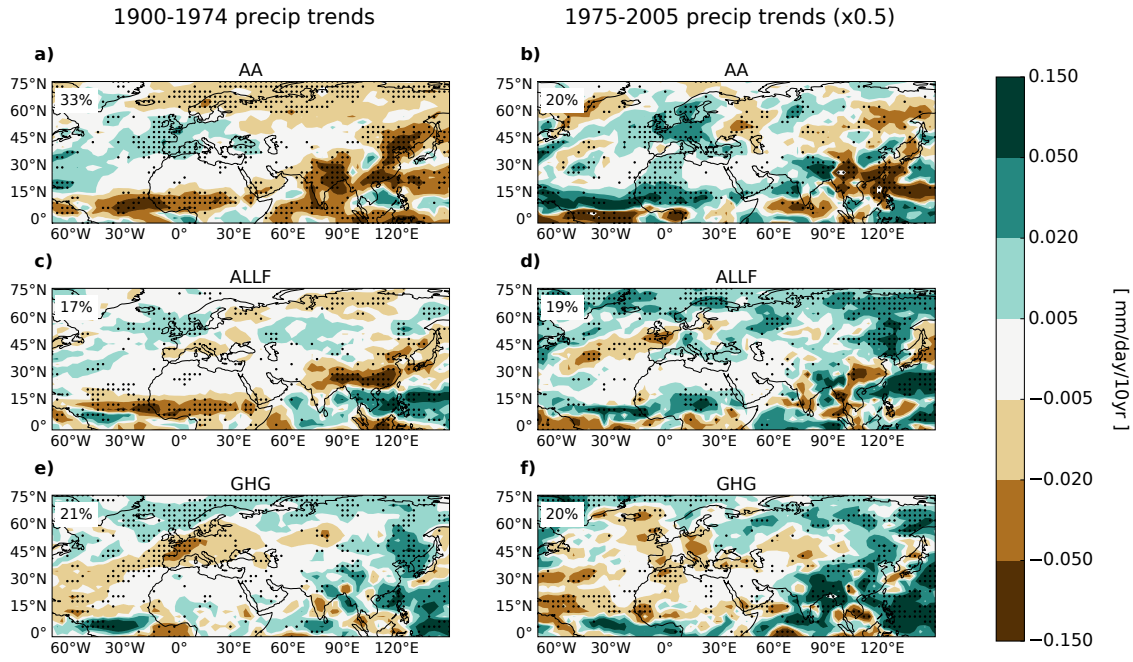 1900-1974 precip trends
1975-2005 precip trends (x0.5)
a)
AA
33%
75°N
60°N
45°N
30°N
15°N
0°
60°W 30°W 0° 30°E 60°E 90°E 120°E
b)
AA
20%
75°N
60°N
45°N
30°N
15°N
0°
60°W 30°W 0° 30°E 60°E 90°E 120°E
c)
ALLF
17%
75°N
60°N
45°N
30°N
15°N
0°
60°W 30°W 0° 30°E 60°E 90°E 120°E
d)
ALLF
19%
75°N
60°N
45°N
30°N
15°N
0°
60°W 30°W 0° 30°E 60°E 90°E 120°E
e)
GHG
21%
75°N
60°N
45°N
30°N
15°N
0°
60°W 30°W 0° 30°E 60°E 90°E 120°E
f)
GHG
20%
75°N
60°N
45°N
30°N
15°N
0°
60°W 30°W 0° 30°E 60°E 90°E 120°E
0.150
0.050
0.020
0.005
−0.005
−0.020
−0.050
−0.150
[ mm/day/10yr ]